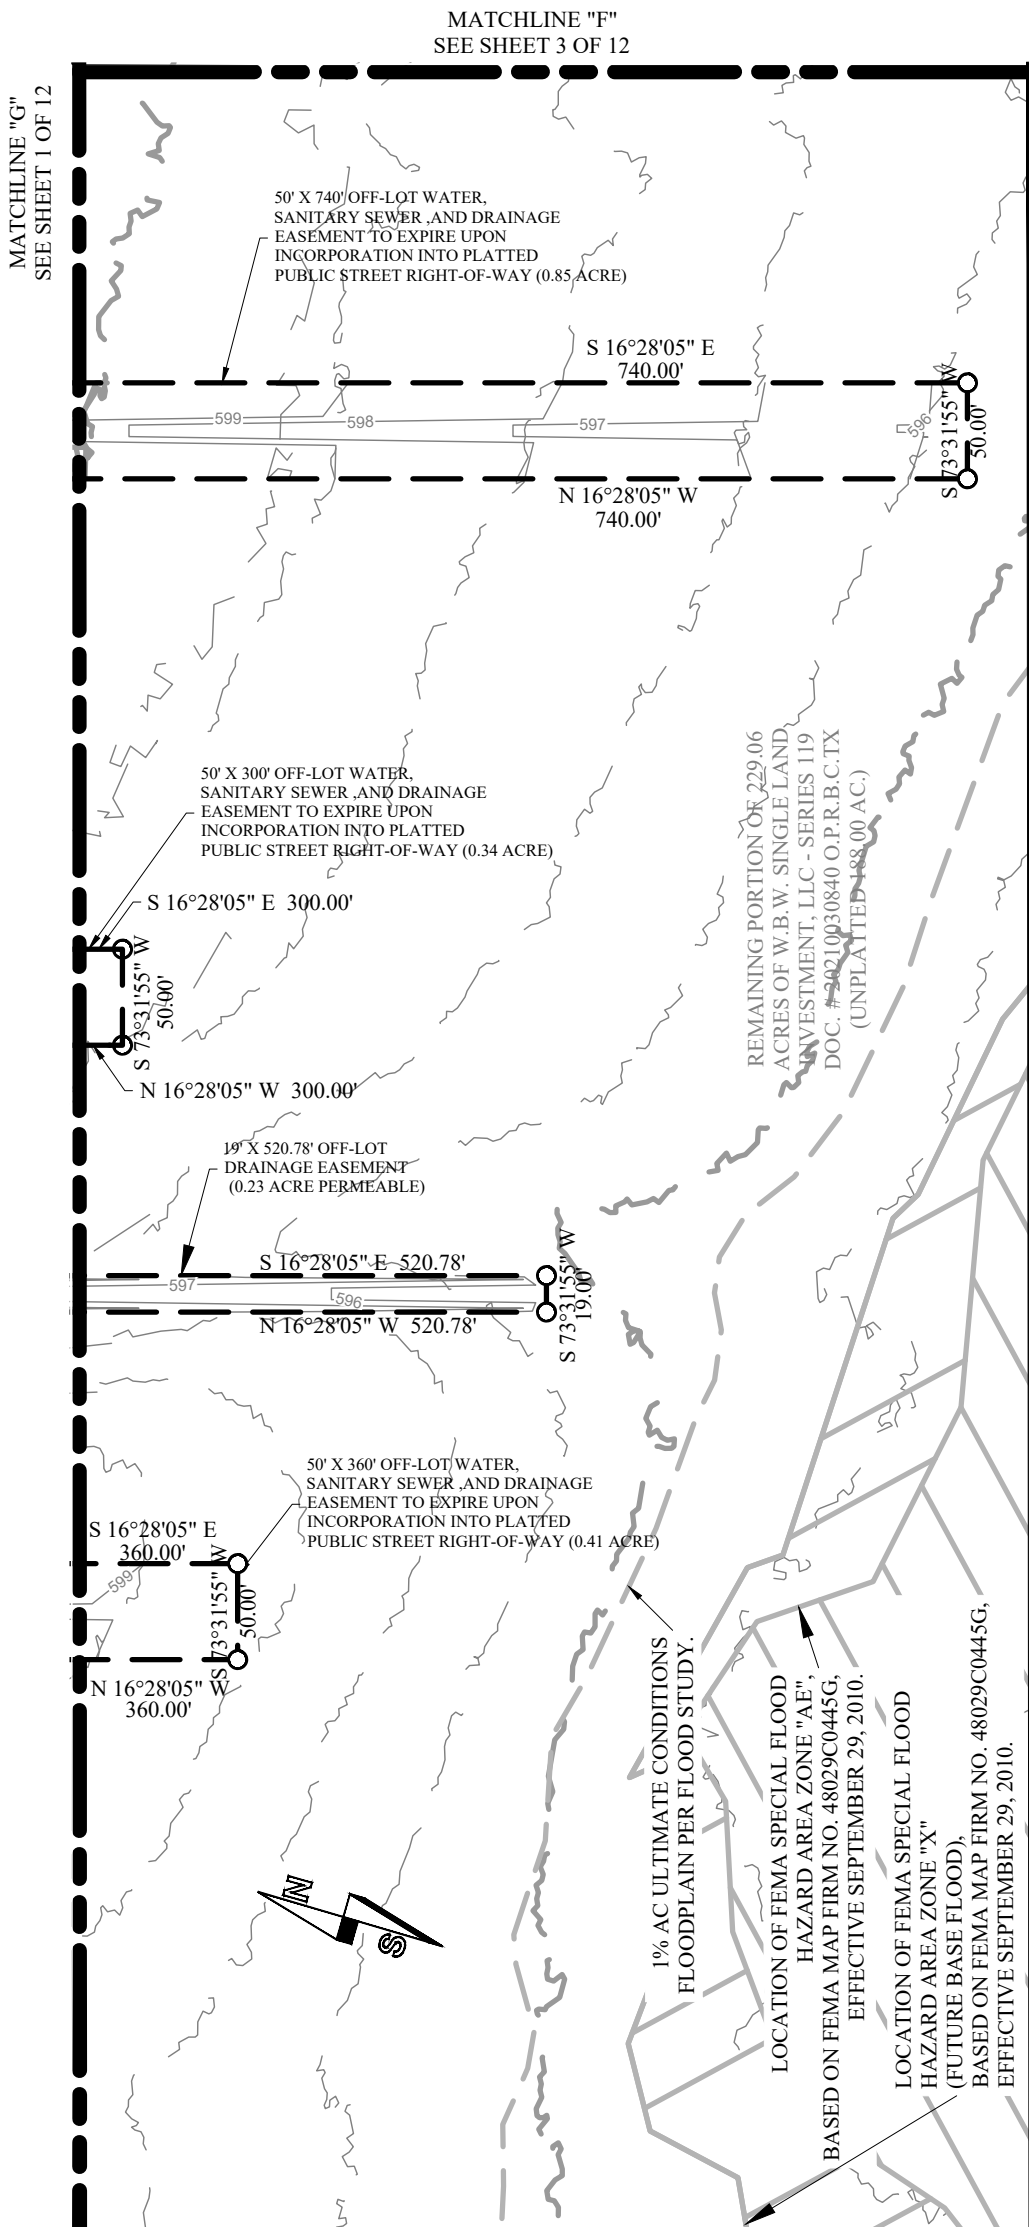 MATCHLINE "F"
SEE SHEET 3 OF 12
MATCHLINE "G"
SEE SHEET 1 OF 12
50' X 740' OFF-LOT WATER,
SANITARY SEWER ,AND DRAINAGE
EASEMENT TO EXPIRE UPON
INCORPORATION INTO PLATTED
PUBLIC STREET RIGHT-OF-WAY (0.85 ACRE)
S 16°28'05" E
740.00'
599
598
597
596
S 73°31'55" W
50.00'
N 16°28'05" W
740.00'
50' X 300' OFF-LOT WATER,
SANITARY SEWER ,AND DRAINAGE
EASEMENT TO EXPIRE UPON
INCORPORATION INTO PLATTED
PUBLIC STREET RIGHT-OF-WAY (0.34 ACRE)
S 16°28'05" E 300.00'
S 73°31'55" W
50.00'
N 16°28'05" W 300.00'
REMAINING PORTION OF 229.06
ACRES OF W.B.W. SINGLE LAND
INVESTMENT, LLC - SERIES 119
DOC. # 20210030840 O.P.R.B.C.TX
(UNPLATTED 188.00 AC.)
19' X 520.78' OFF-LOT
DRAINAGE EASEMENT
(0.23 ACRE PERMEABLE)
S 16°28'05" E 520.78'
597
596
N 16°28'05" W 520.78'
S 73°31'55" W
19.00'
50' X 360' OFF-LOT WATER,
SANITARY SEWER ,AND DRAINAGE
EASEMENT TO EXPIRE UPON
INCORPORATION INTO PLATTED
PUBLIC STREET RIGHT-OF-WAY (0.41 ACRE)
S 16°28'05" E
360.00'
599
S 73°31'55" W
50.00'
N 16°28'05" W
360.00'
1% AC ULTIMATE CONDITIONS
FLOODPLAIN PER FLOOD STUDY.
LOCATION OF FEMA SPECIAL FLOOD
HAZARD AREA ZONE "AE",
BASED ON FEMA MAP FIRM NO. 48029C0445G,
EFFECTIVE SEPTEMBER 29, 2010.
LOCATION OF FEMA SPECIAL FLOOD
HAZARD AREA ZONE "X"
(FUTURE BASE FLOOD),
BASED ON FEMA MAP FIRM NO. 48029C0445G,
EFFECTIVE SEPTEMBER 29, 2010.
N
S